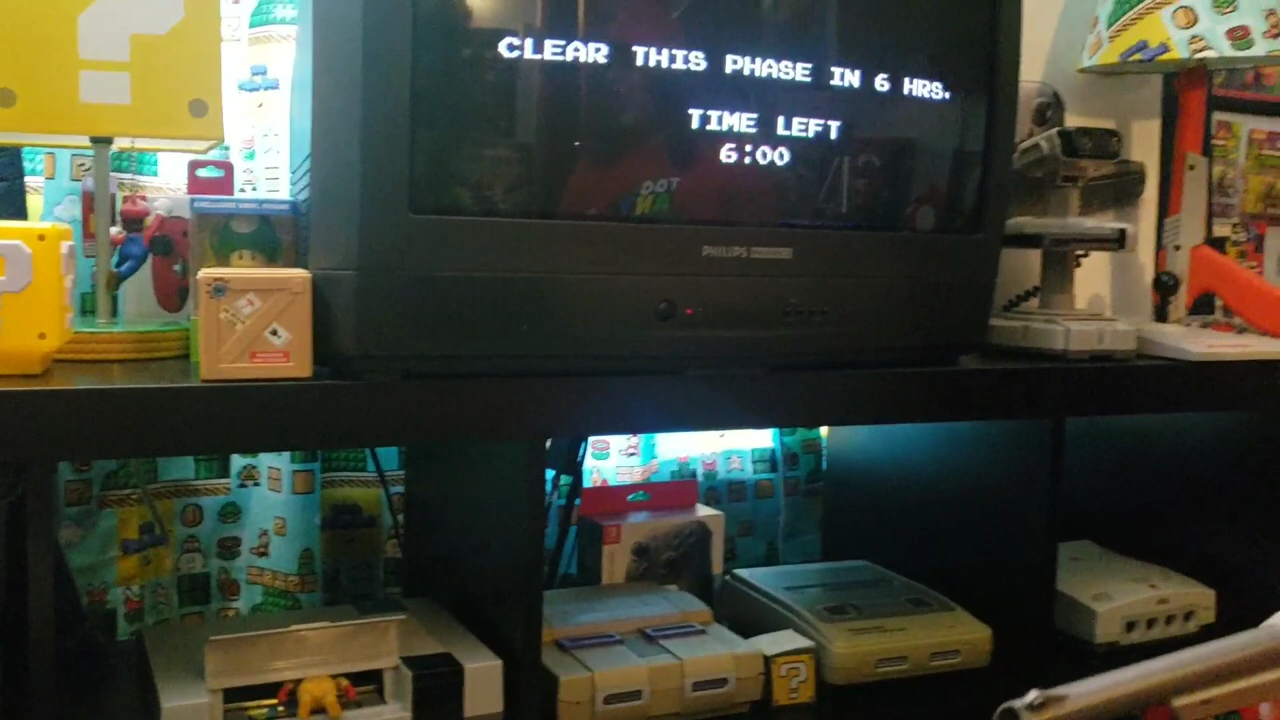 CLEAR THIS PHASE IN 6 HRS.
TIME LEFT
6:00
PHILIPS